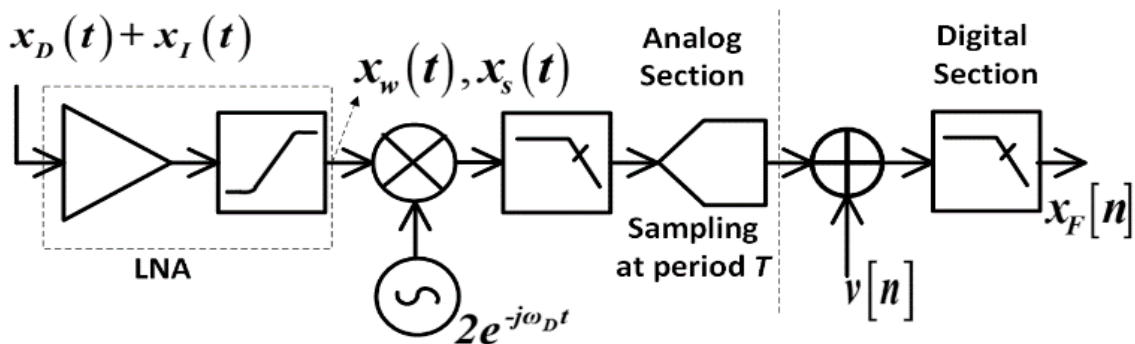 x_D(t) + x_I(t)
x_w(t), x_s(t)
Analog
Section
Digital
Section
LNA
2e^{-jω_D t}
Sampling
at period T
v[n]
x_F[n]